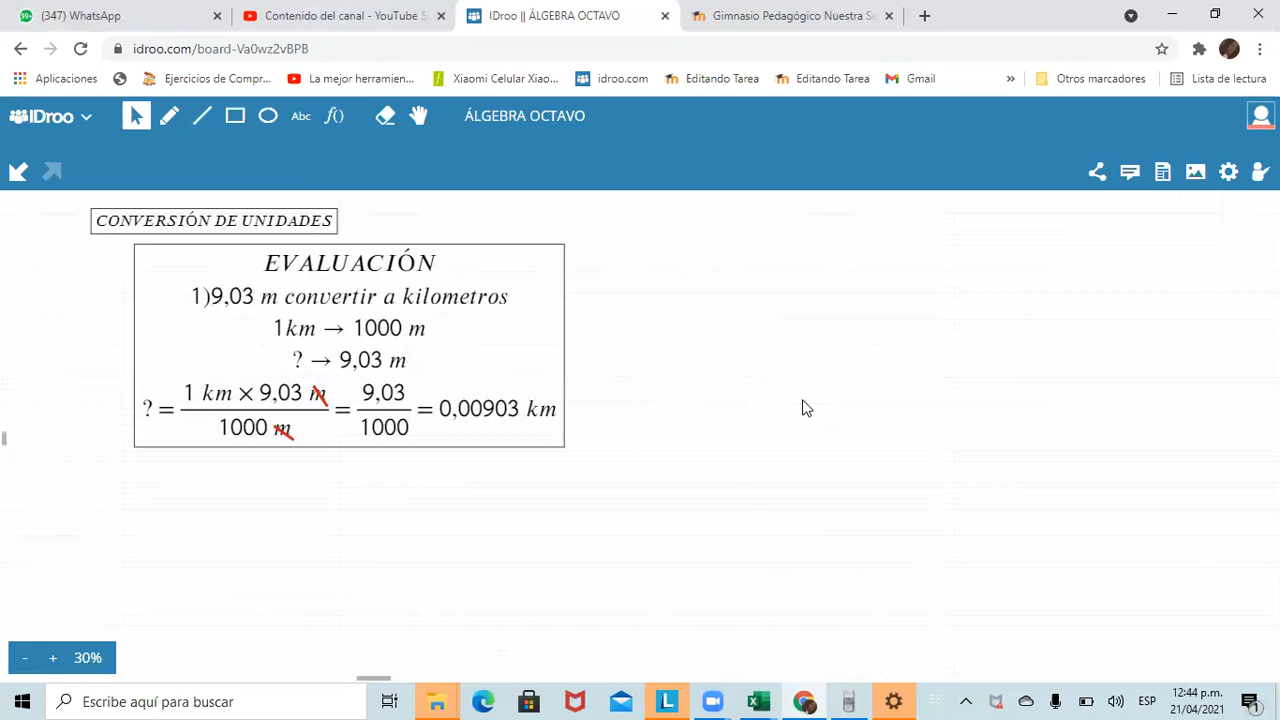 (347) WhatsApp
Contenido del canal - YouTube S
IDroo || ÁLGEBRA OCTAVO
Gimnasio Pedagógico Nuestra Se
idroo.com/board-Va0wz2vBPB
Aplicaciones
Ejercicios de Compr...
La mejor herramien...
Xiaomi Celular Xiao...
idroo.com
Editando Tarea
Editando Tarea
Gmail
»
Otros marcadores
Lista de lectura
IDroo
Abc
f()
ÁLGEBRA OCTAVO
CONVERSIÓN DE UNIDADES
EVALUACIÓN
1)9,03 m convertir a kilometros
1km → 1000 m
? → 9,03 m
? = 1 km × 9,03 m / 1000 m = 9,03 / 1000 = 0,00903 km
- + 30%
Escribe aquí para buscar
ESP
12:44 p.m.
21/04/2021